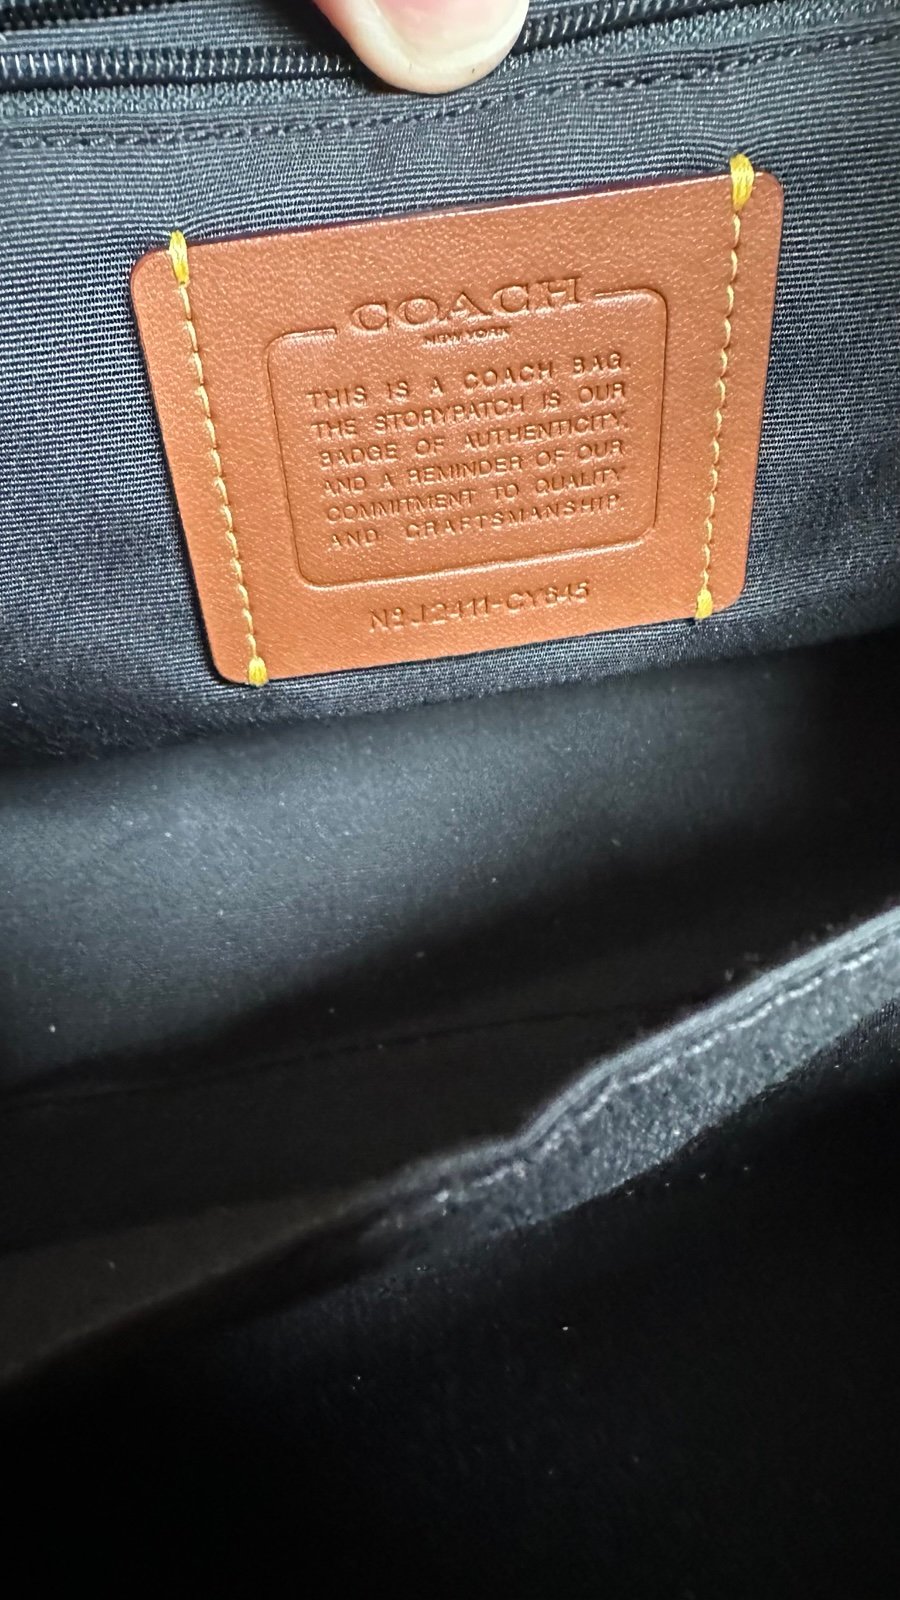 COACH
NEW YORK
THIS IS A COACH BAG.
THE STORYPATCH IS OUR
BADGE OF AUTHENTICITY,
AND A REMINDER OF OUR
COMMITMENT TO QUALITY
AND CRAFTSMANSHIP.
Nº J2411-CY645